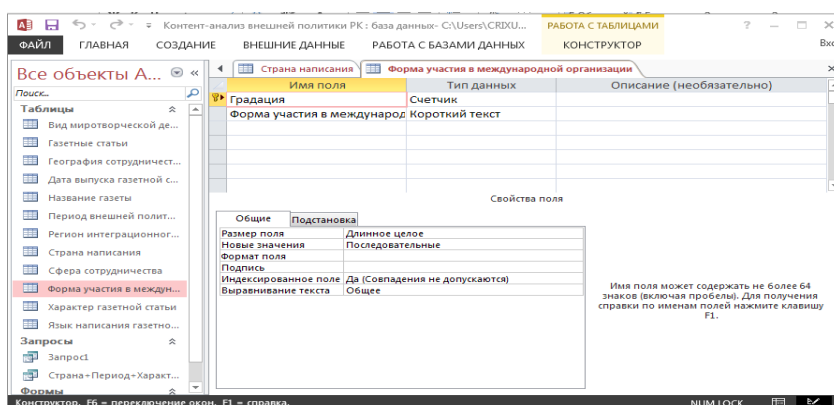 Контент-анализ внешней политики РК : база данных- C:\Users\CRIXU...
РАБОТА С ТАБЛИЦАМИ
ФАЙЛ ГЛАВНАЯ СОЗДАНИЕ ВНЕШНИЕ ДАННЫЕ РАБОТА С БАЗАМИ ДАННЫХ КОНСТРУКТОР Вхо
Все объекты A...
Поиск...
Таблицы
Вид миротворческой де...
Газетные статьи
География сотрудничест...
Дата выпуска газетной с...
Название газеты
Период внешней полит...
Регион интеграционног...
Страна написания
Сфера сотрудничества
Форма участия в междун...
Характер газетной статьи
Язык написания газетно...
Запросы
Запрос1
Страна+Период+Характ...
Формы
Страна написания Форма участия в международной организации
Имя поля Тип данных Описание (необязательно)
Градация Счетчик
Форма участия в международ Короткий текст
Свойства поля
Общие Подстановка
Размер поля Длинное целое
Новые значения Последовательные
Формат поля
Подпись
Индексированное поле Да (Совпадения не допускаются)
Выравнивание текста Общее
Имя поля может содержать не более 64
знаков (включая пробелы). Для получения
справки по именам полей нажмите клавишу
F1.
Конструктор. F6 = переключение окон. F1 = справка. NUM LOCK